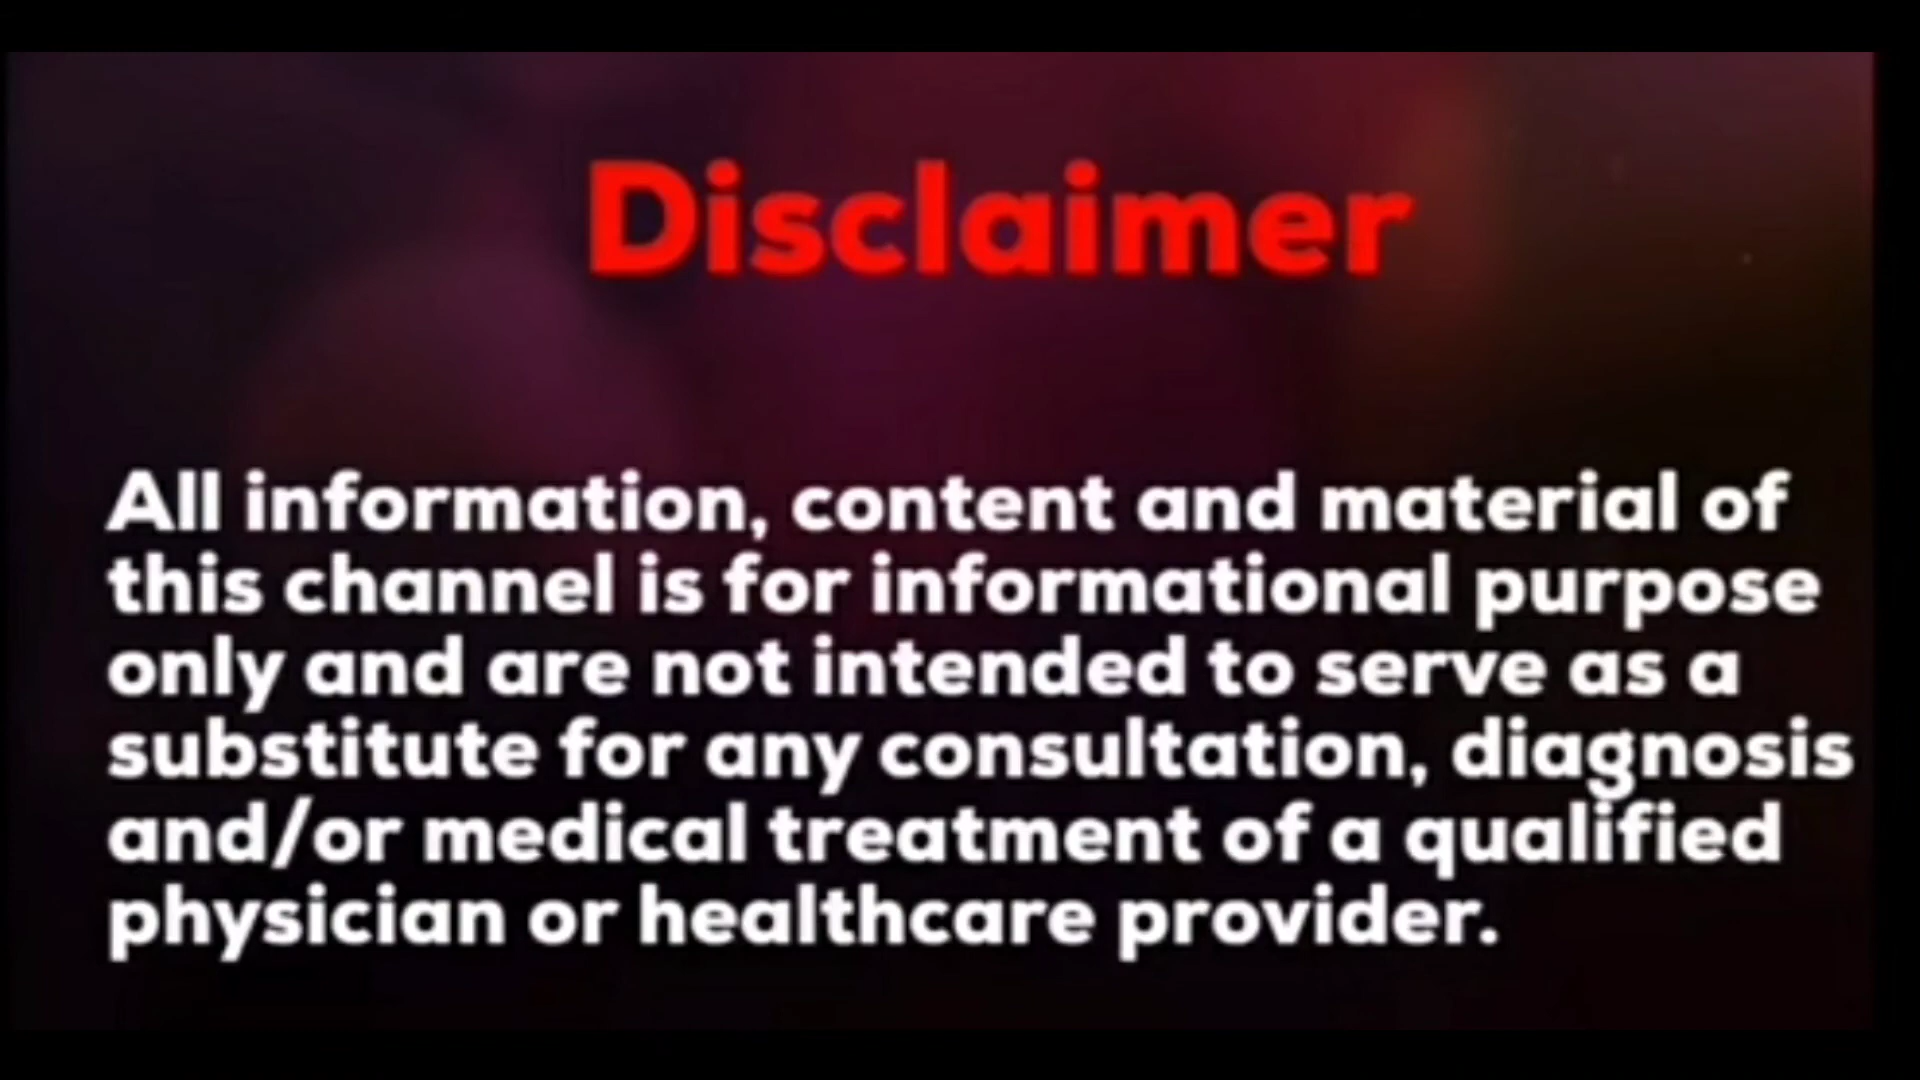 Disclaimer
All information, content and material of
this channel is for informational purpose
only and are not intended to serve as a
substitute for any consultation, diagnosis
and/or medical treatment of a qualified
physician or healthcare provider.